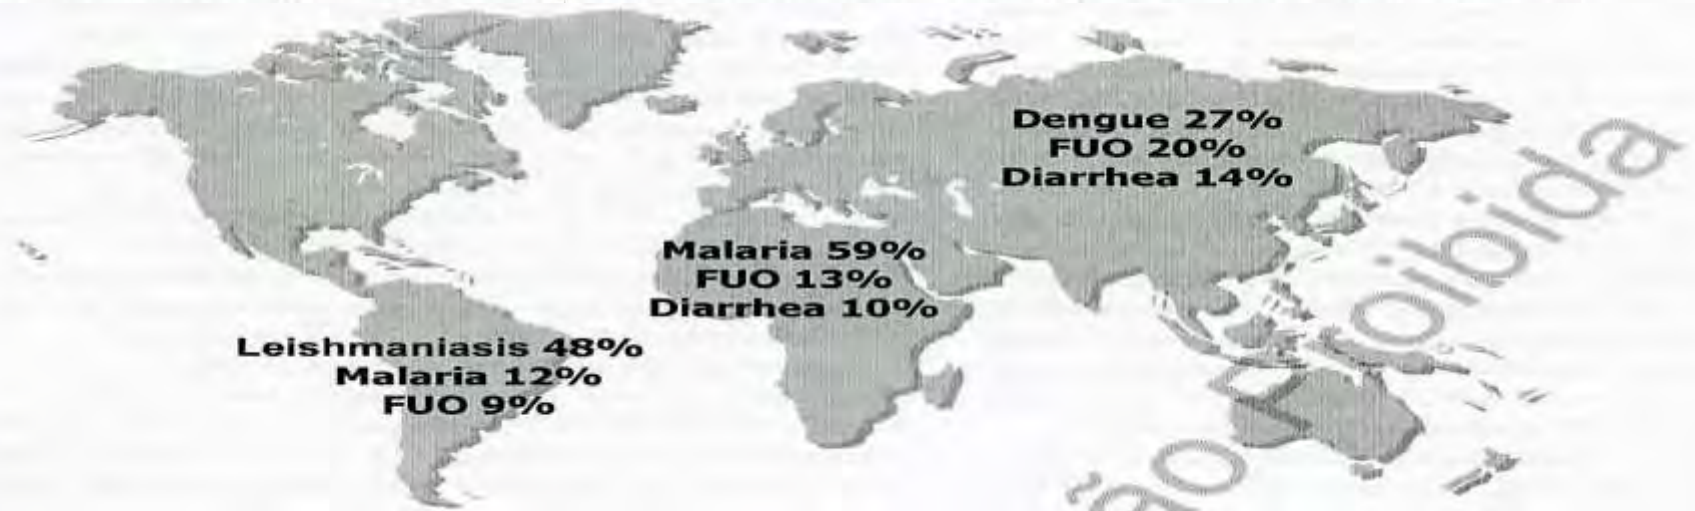 Dengue 27%
FUO 20%
Diarrhea 14%
Malaria 59%
FUO 13%
Diarrhea 10%
Leishmaniasis 48%
Malaria 12%
FUO 9%